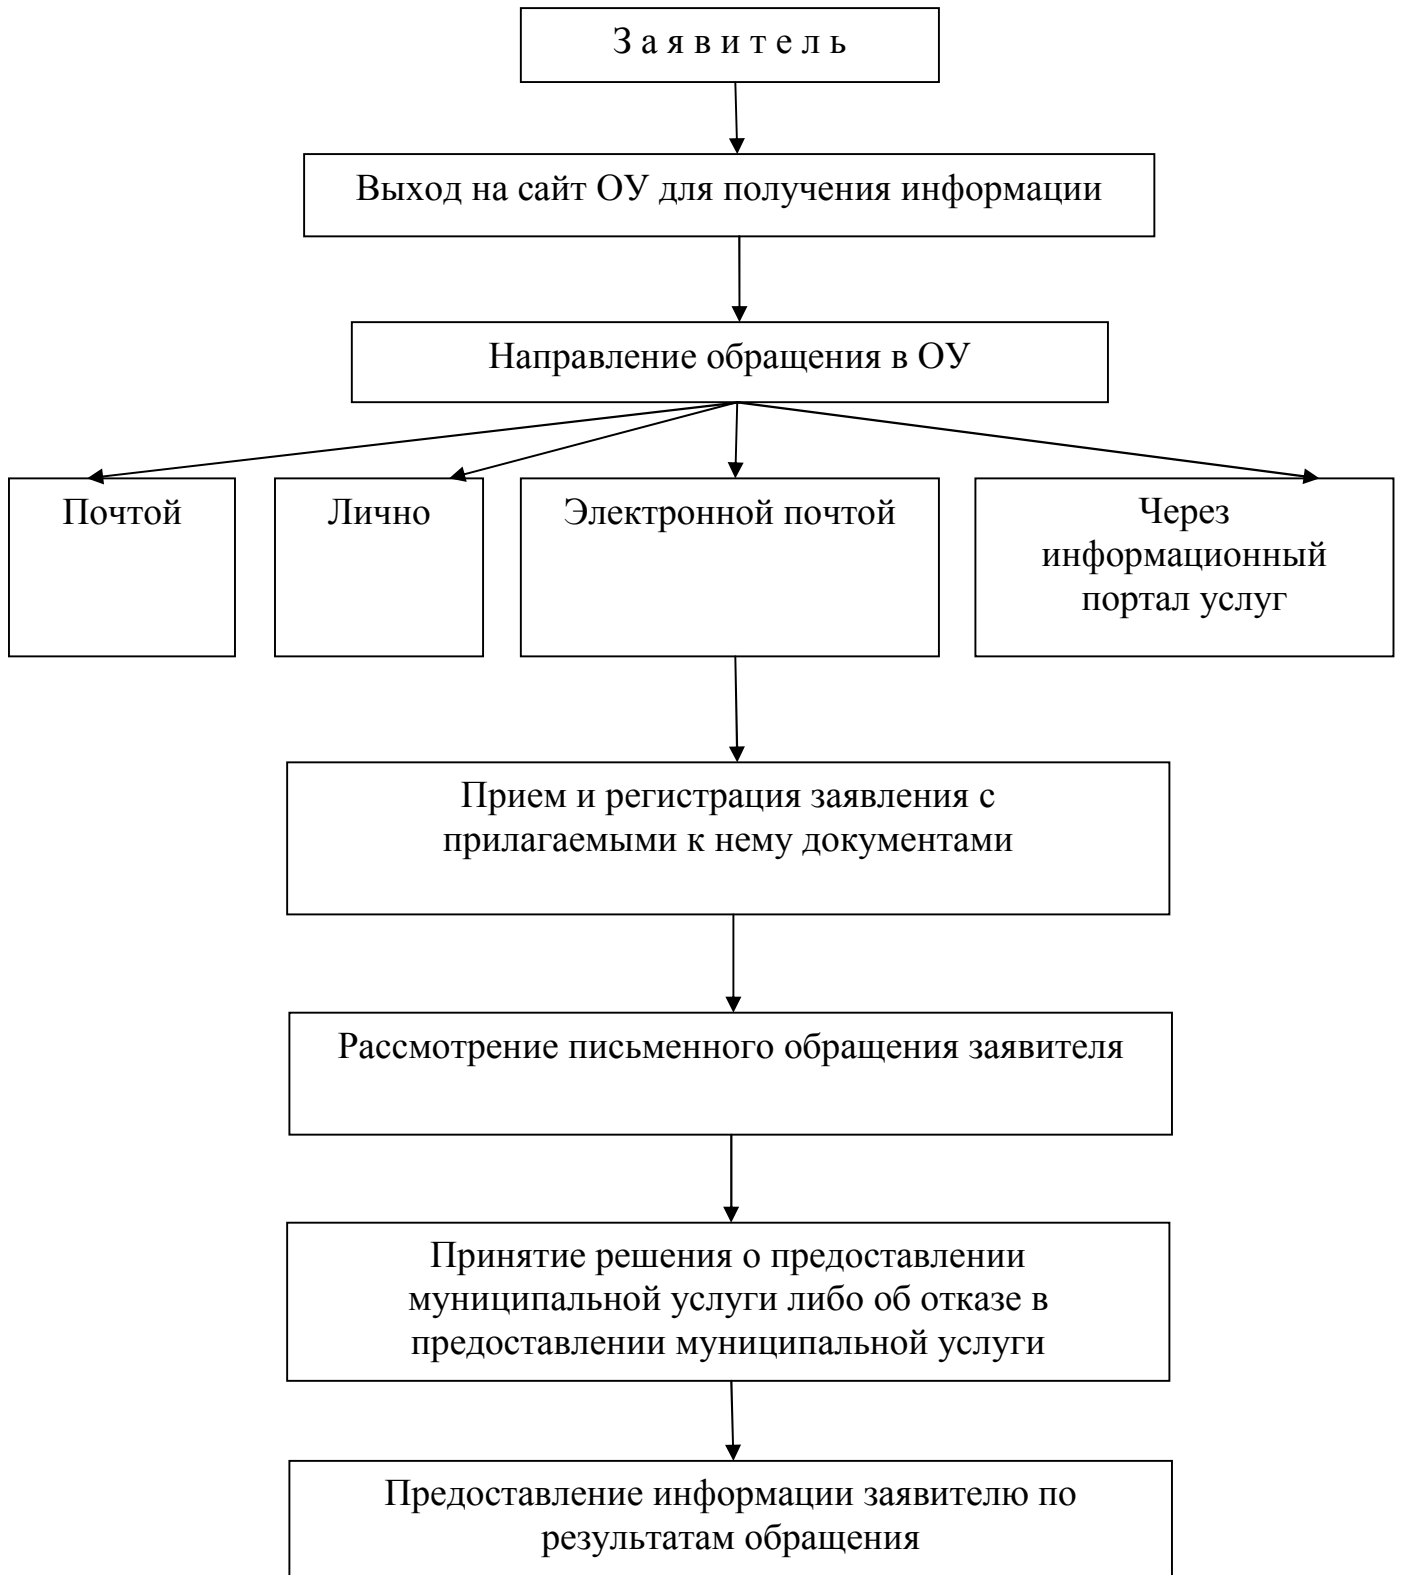 З а я в и т е л ь
Выход на сайт ОУ для получения информации
Направление обращения в ОУ
Почтой
Лично
Электронной почтой
Через
информационный
портал услуг
Прием и регистрация заявления с
прилагаемыми к нему документами
Рассмотрение письменного обращения заявителя
Принятие решения о предоставлении
муниципальной услуги либо об отказе в
предоставлении муниципальной услуги
Предоставление информации заявителю по
результатам обращения